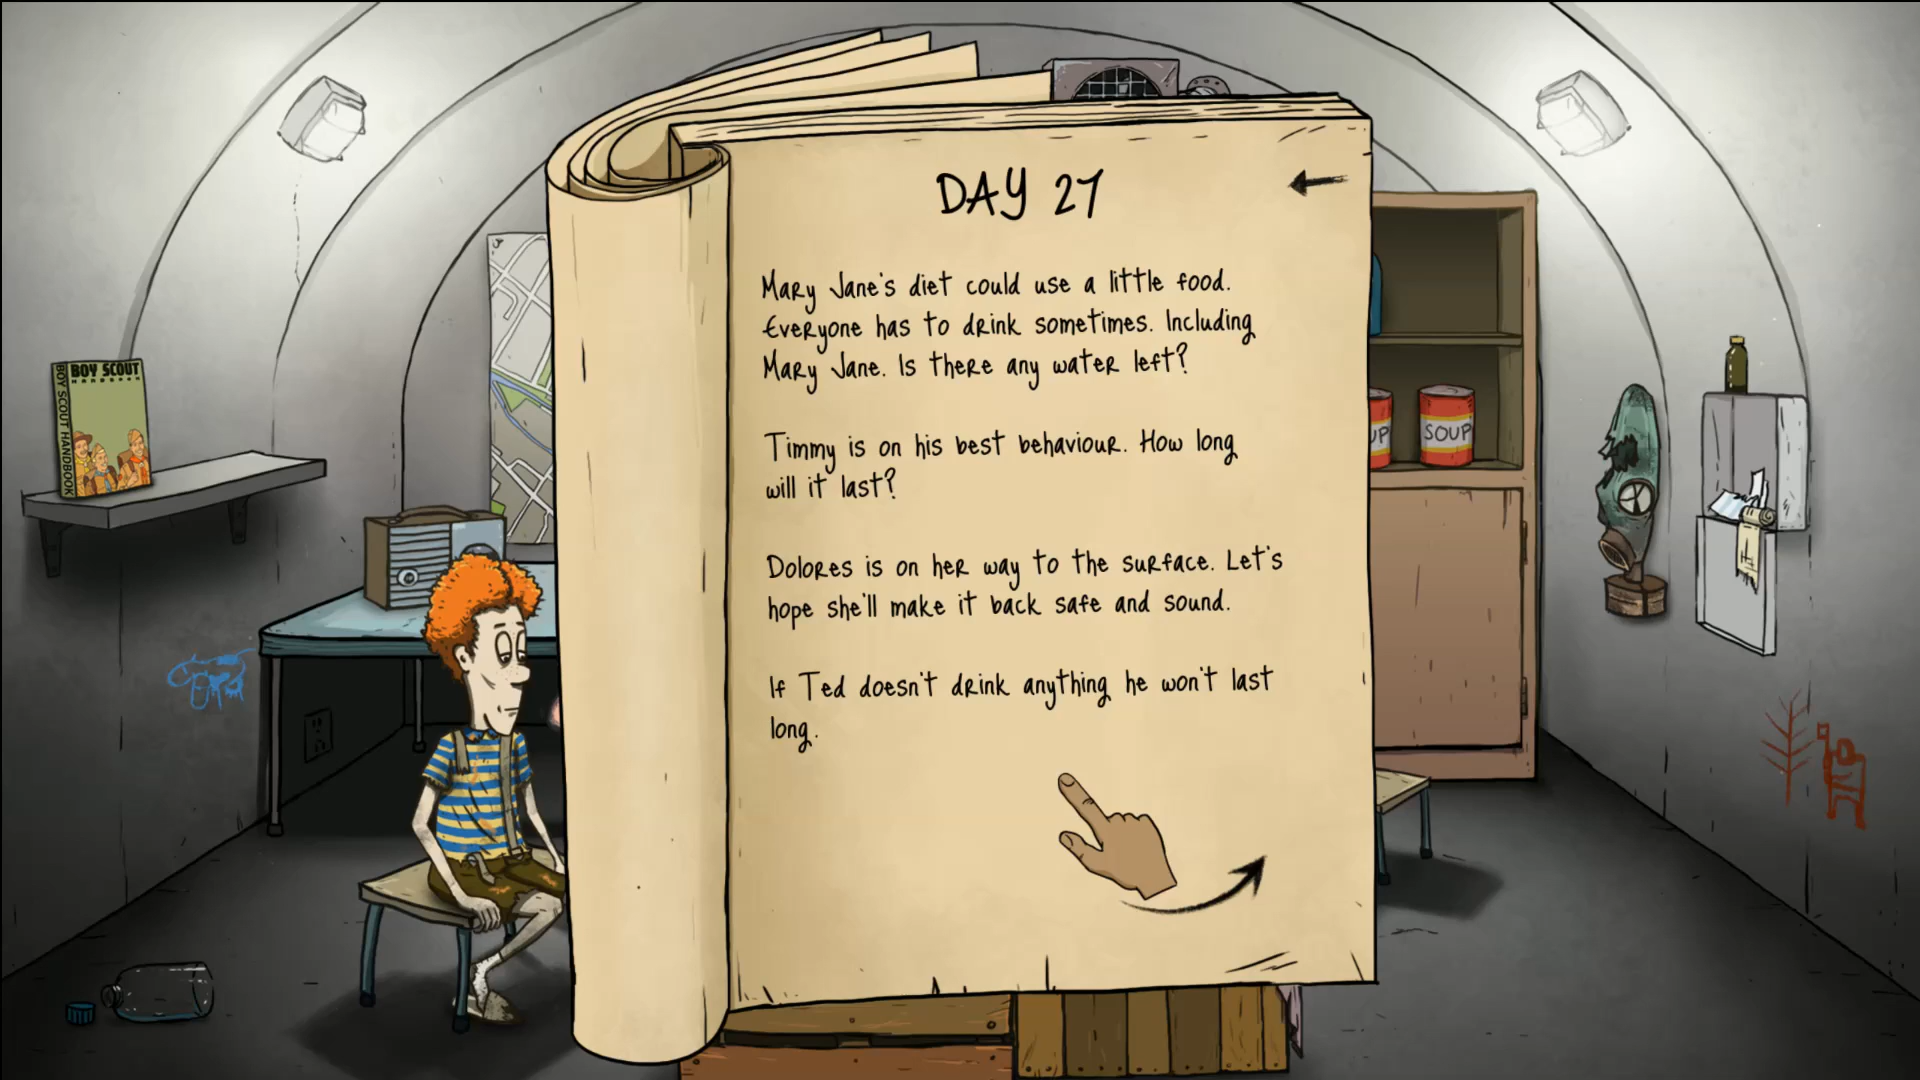 DAY 27
Mary Jane's diet could use a little food.
Everyone has to drink sometimes. Including
Mary Jane. Is there any water left?
Timmy is on his best behaviour. How long
will it last?
Dolores is on her way to the surface. Let's
hope she'll make it back safe and sound.
If Ted doesn't drink anything he won't last
long.
BOY SCOUT
HANDBOOK
BOY SCOUT HANDBOOK
UP
SOUP